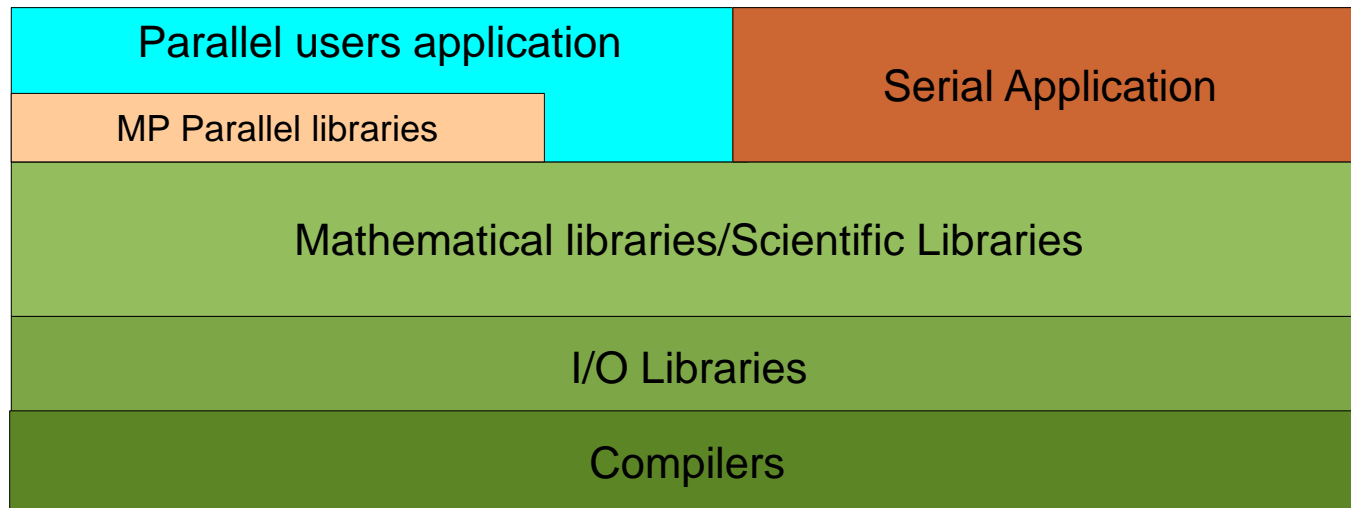 Parallel users application
Serial Application
MP Parallel libraries
Mathematical libraries/Scientific Libraries
I/O Libraries
Compilers